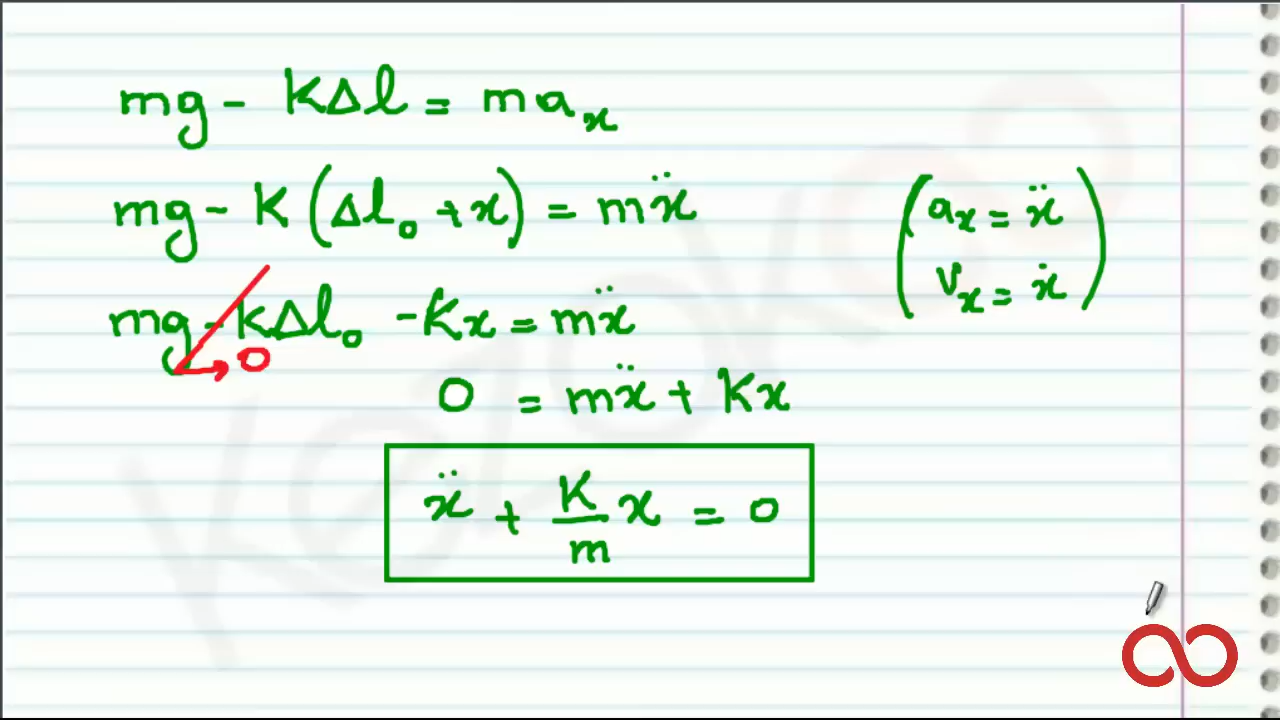 mg - KΔl = ma_x
mg - K(Δl₀ + x) = mẍ
(a_x = ẍ
V_x = ẋ)
mg - kΔl₀ - Kx = mẍ
→ 0
0 = mẍ + Kx
ẍ + K/m x = 0